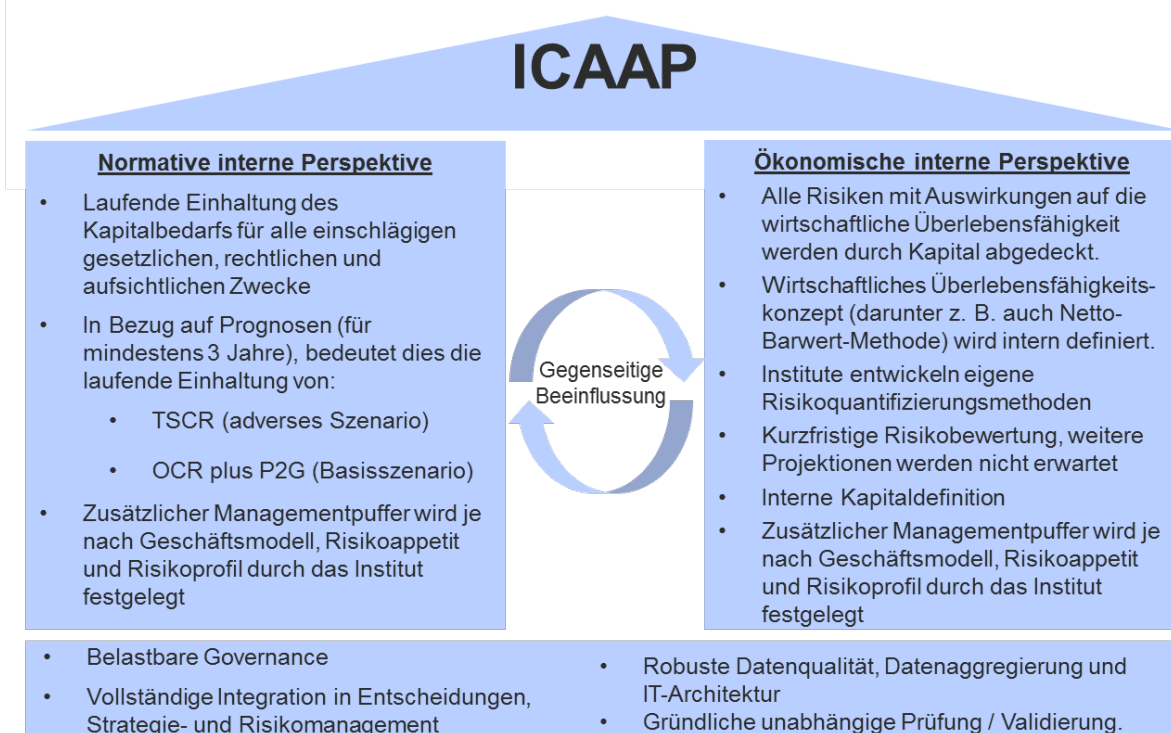 ICAAP
Normative interne Perspektive
• Laufende Einhaltung des
Kapitalbedarfs für alle einschlägigen
gesetzlichen, rechtlichen und
aufsichtlichen Zwecke
• In Bezug auf Prognosen (für
mindestens 3 Jahre), bedeutet dies die
laufende Einhaltung von:
• TSCR (adverses Szenario)
• OCR plus P2G (Basisszenario)
• Zusätzlicher Managementpuffer wird je
nach Geschäftsmodell, Risikoappetit
und Risikoprofil durch das Institut
festgelegt
Gegenseitige
Beeinflussung
Ökonomische interne Perspektive
• Alle Risiken mit Auswirkungen auf die
wirtschaftliche Überlebensfähigkeit
werden durch Kapital abgedeckt.
• Wirtschaftliches Überlebensfähigkeits-
konzept (darunter z. B. auch Netto-
Barwert-Methode) wird intern definiert.
• Institute entwickeln eigene
Risikoquantifizierungsmethoden
• Kurzfristige Risikobewertung, weitere
Projektionen werden nicht erwartet
• Interne Kapitaldefinition
• Zusätzlicher Managementpuffer wird je
nach Geschäftsmodell, Risikoappetit
und Risikoprofil durch das Institut
festgelegt
• Belastbare Governance
• Vollständige Integration in Entscheidungen,
Strategie- und Risikomanagement
• Robuste Datenqualität, Datenaggregierung und
IT-Architektur
• Gründliche unabhängige Prüfung / Validierung.